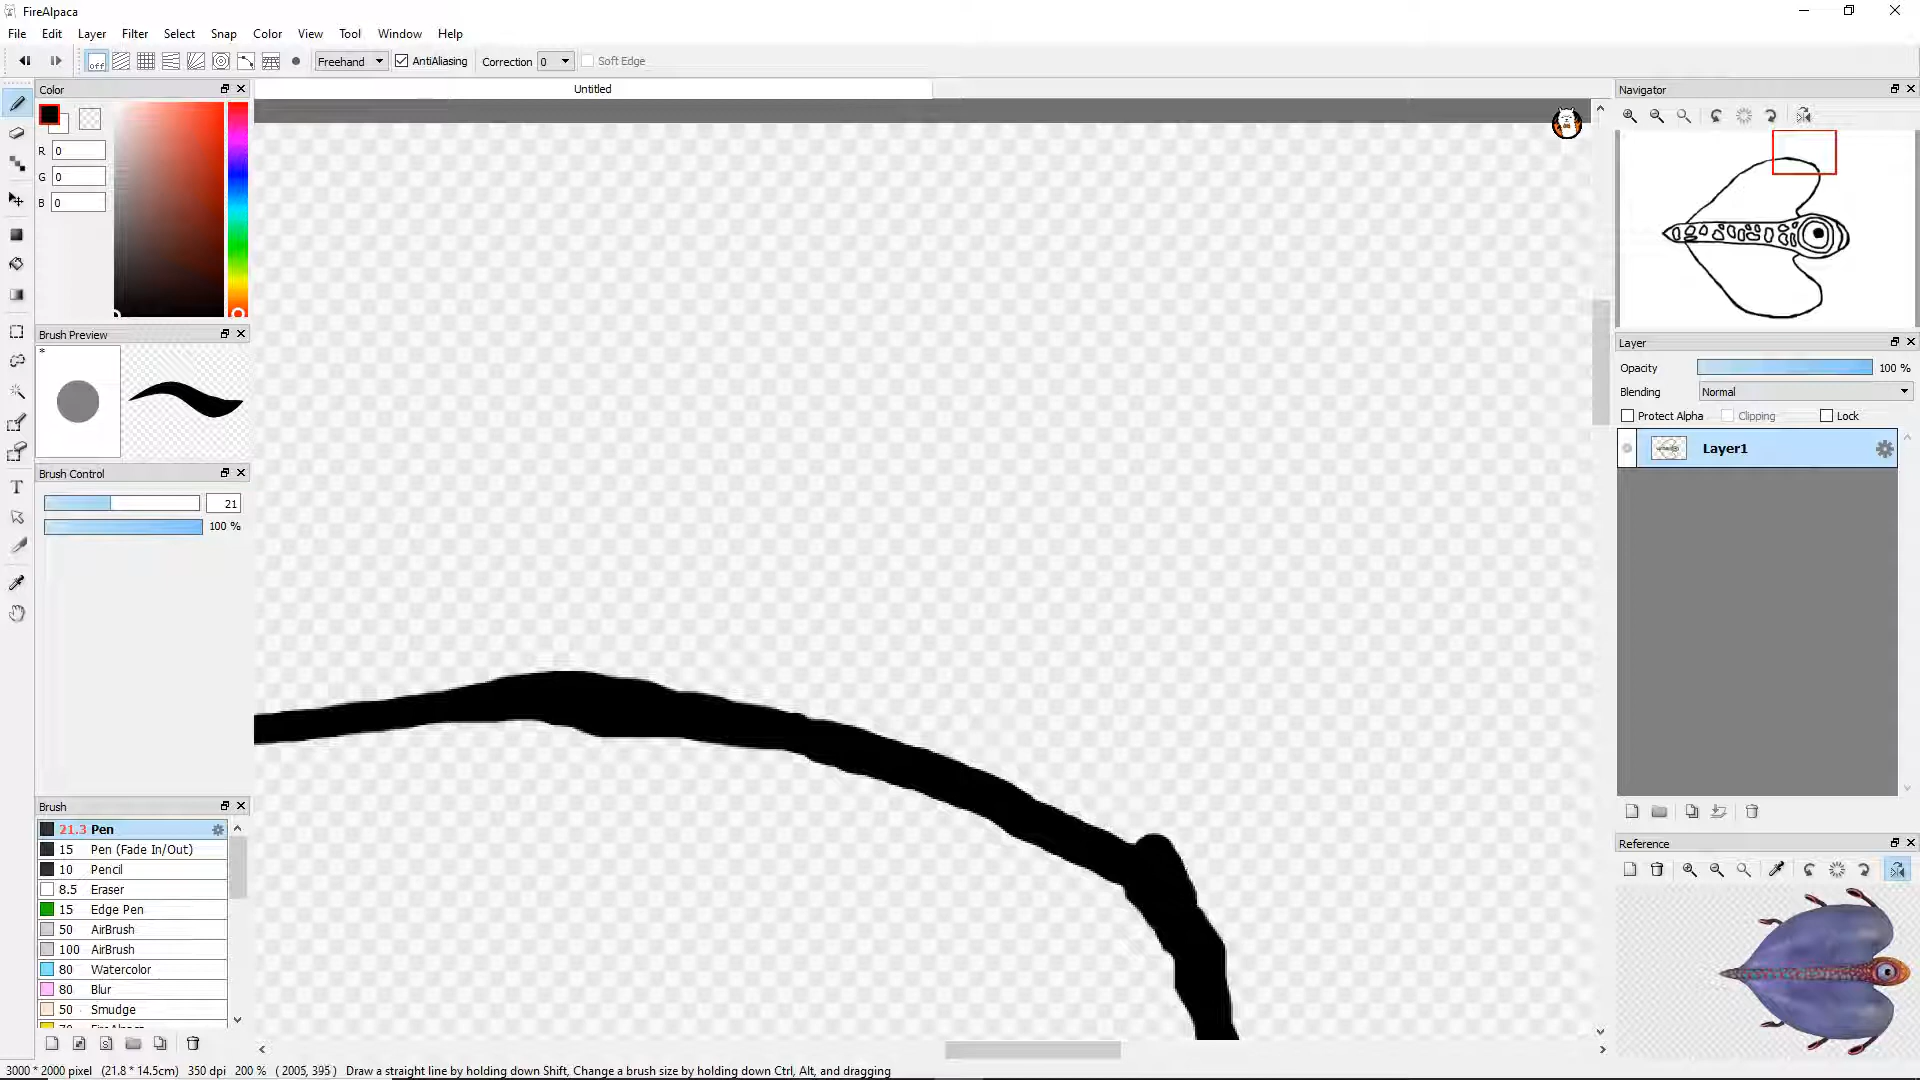 FireAlpaca
File Edit Layer Filter Select Snap Color View Tool Window Help
off Freehand AntiAliasing Correction 0 Soft Edge
Color
Untitled
Navigator
R 0
G 0
B 0
Brush Preview
*
Layer
Opacity 100 %
Blending Normal
Protect Alpha Clipping Lock
Layer1
Brush Control
21
100 %
Brush
21.3 Pen
15 Pen (Fade In/Out)
10 Pencil
8.5 Eraser
15 Edge Pen
50 AirBrush
100 AirBrush
80 Watercolor
80 Blur
50 Smudge
Reference
3000 * 2000 pixel (21.8 * 14.5cm) 350 dpi 200 % ( 2005, 395 ) Draw a straight line by holding down Shift, Change a brush size by holding down Ctrl, Alt, and dragging